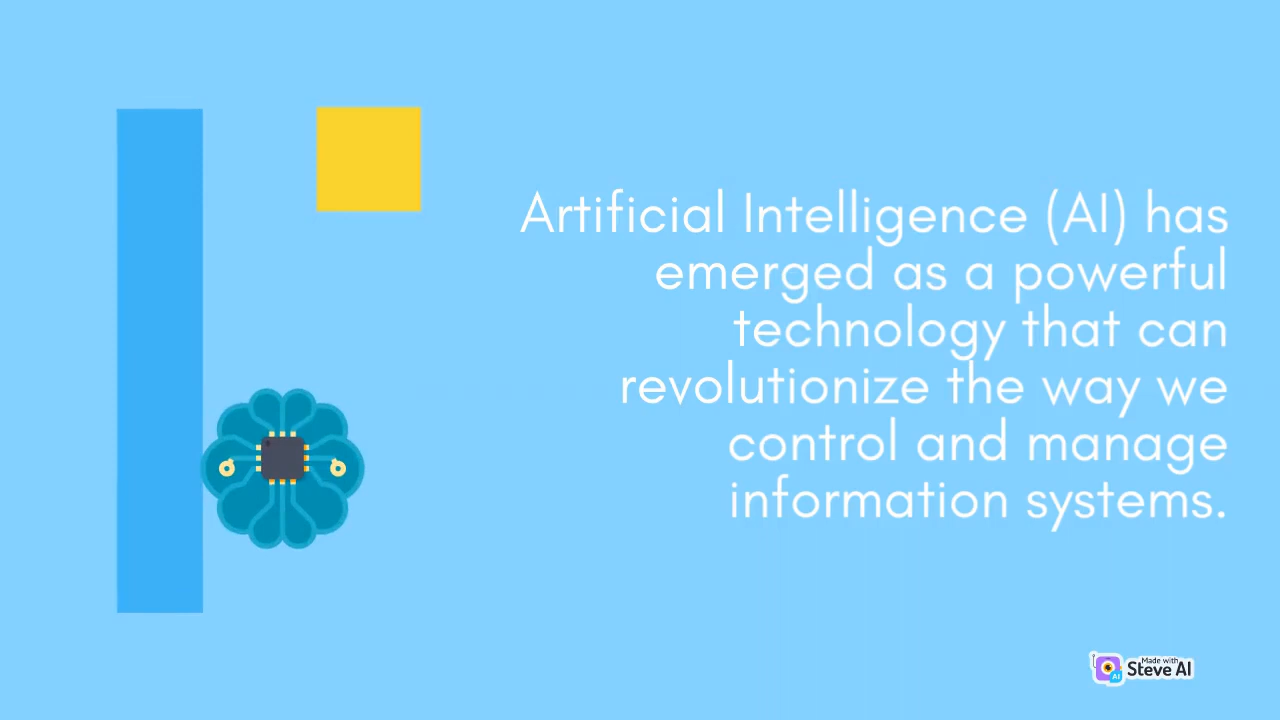 Artificial Intelligence (AI) has
emerged as a powerful
technology that can
revolutionize the way we
control and manage
information systems.
Made with
Steve AI
AI